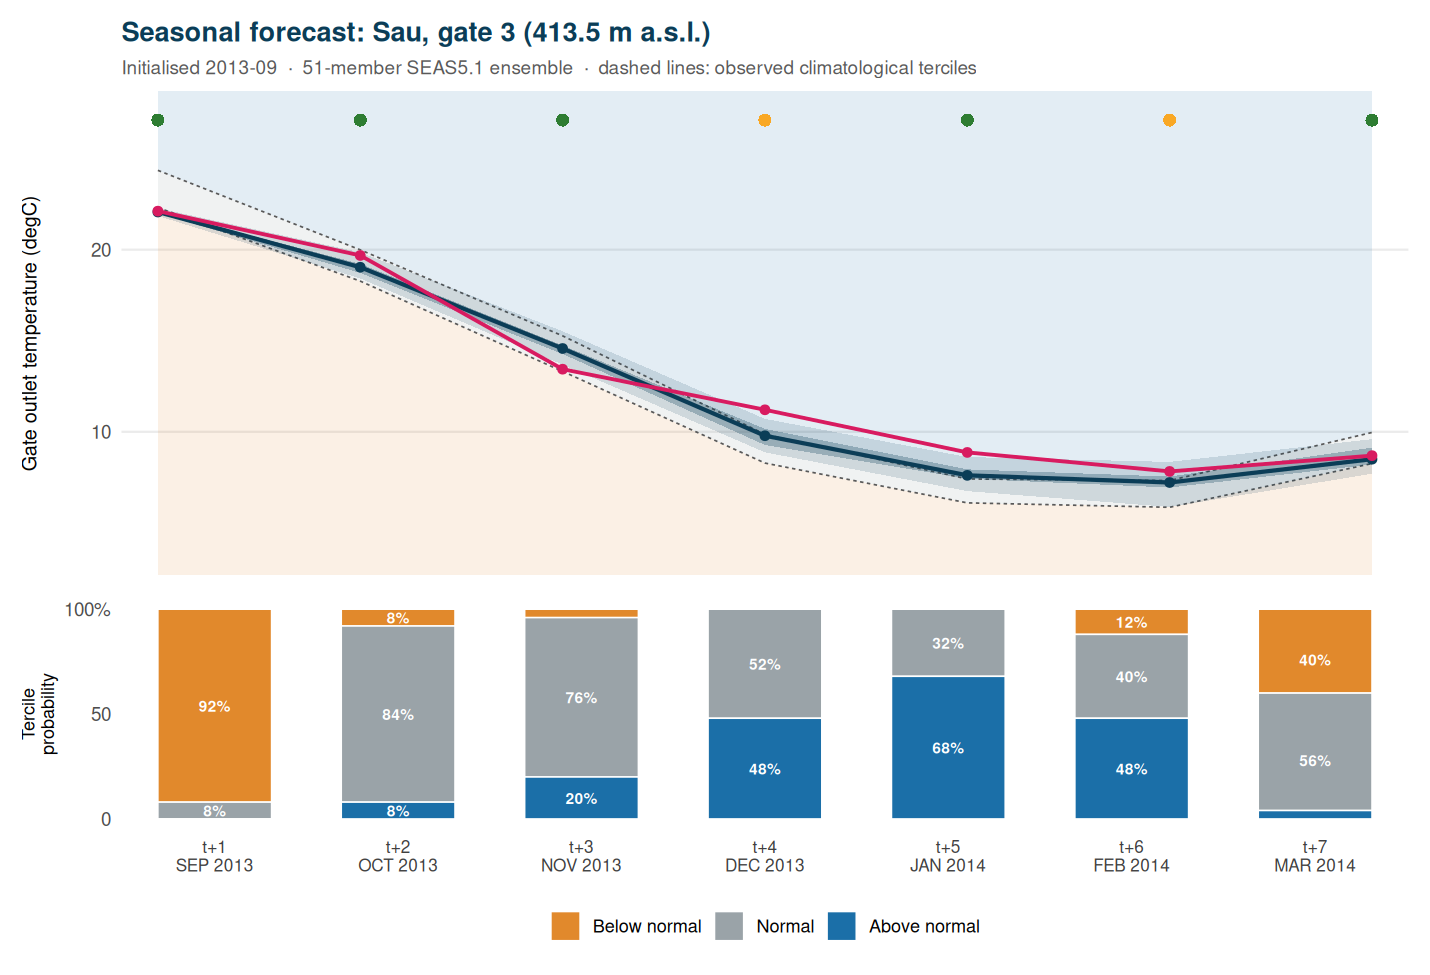 Seasonal forecast: Sau, gate 3 (413.5 m a.s.l.)
Initialised 2013-09 · 51-member SEAS5.1 ensemble · dashed lines: observed climatological terciles
Gate outlet temperature (degC)
20
10
Tercile
probability
100%
50
0
92%
8%
8%
84%
8%
76%
20%
52%
48%
32%
68%
12%
40%
48%
40%
56%
t+1
SEP 2013
t+2
OCT 2013
t+3
NOV 2013
t+4
DEC 2013
t+5
JAN 2014
t+6
FEB 2014
t+7
MAR 2014
Below normal
Normal
Above normal